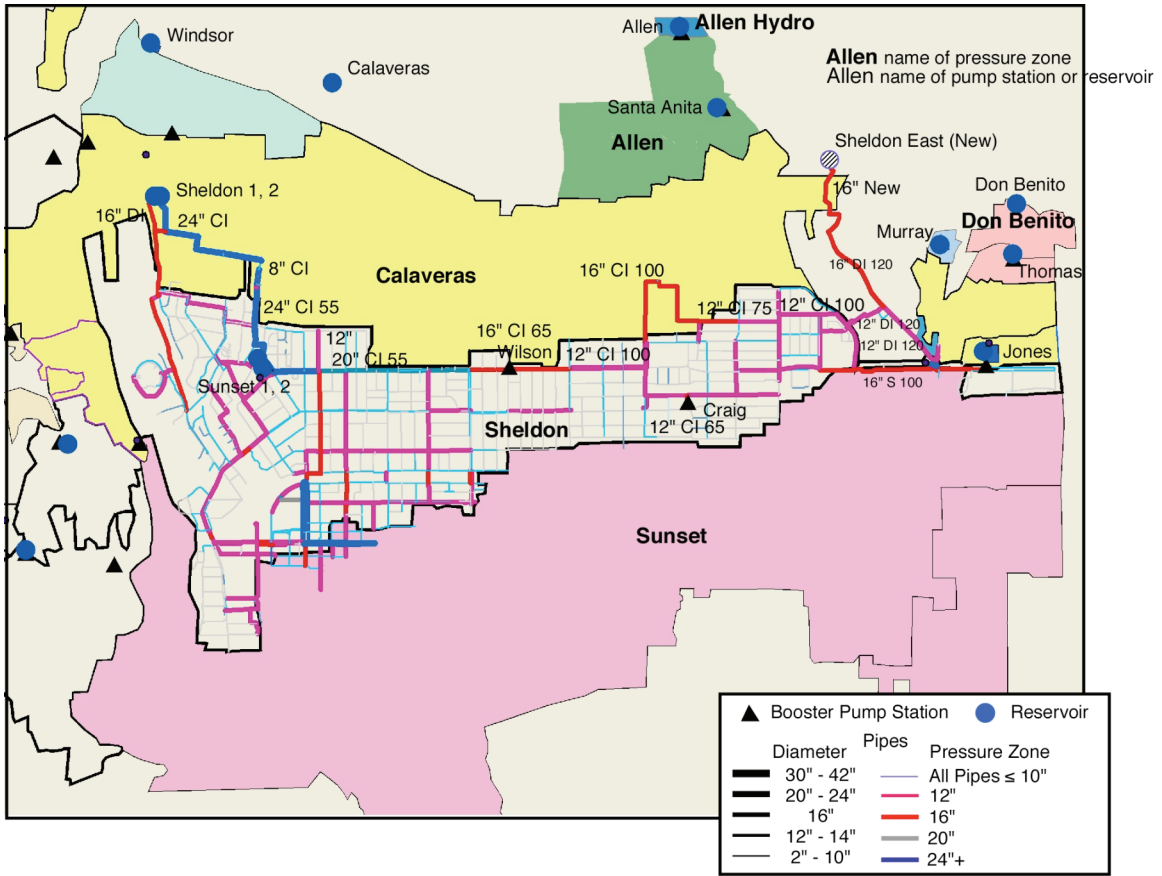 Windsor
Calaveras
Allen
Allen Hydro
Allen name of pressure zone
Allen name of pump station or reservoir
Santa Anita
Allen
Sheldon East (New)
Sheldon 1, 2
16" New
Don Benito
16" DI
24" CI
Don Benito
Murray
8" CI
Calaveras
16" CI 100
16" DI 120
Thomas
24" CI 55
12" CI 75
12" CI 100
12" DI 120
12"
16" CI 65
12" DI 120
20" CI 55
Wilson
12" CI 100
Jones
Sunset 1, 2
16" S 100
Craig
Sheldon
12" CI 65
Sunset
Booster Pump Station
Reservoir
Pipes
Diameter
Pressure Zone
30" - 42"
All Pipes ≤ 10"
20" - 24"
12"
16"
16"
12" - 14"
20"
2" - 10"
24"+